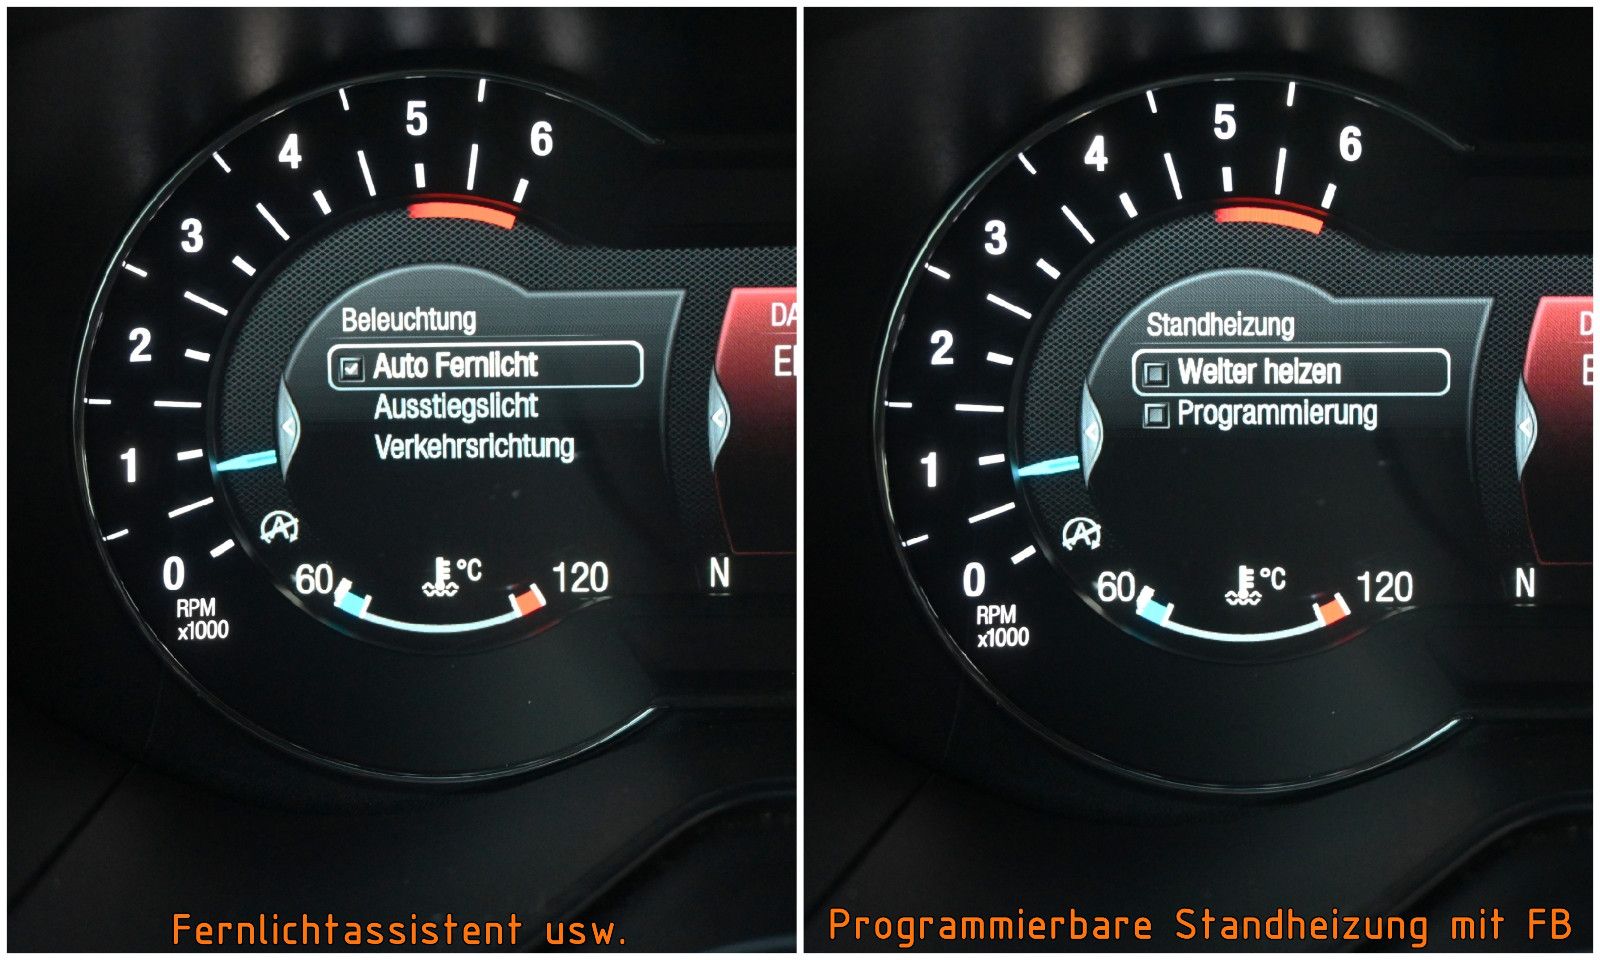 5
4
6
3
2
1
0
RPM
x1000
Beleuchtung
Auto Fernlicht
Ausstiegslicht
Verkehrsrichtung
60
°C
120
N
Fernlichtassistent usw.
5
4
6
3
2
1
0
RPM
x1000
Standheizung
Weiter heizen
Programmierung
60
°C
120
N
Programmierbare Standheizung mit FB